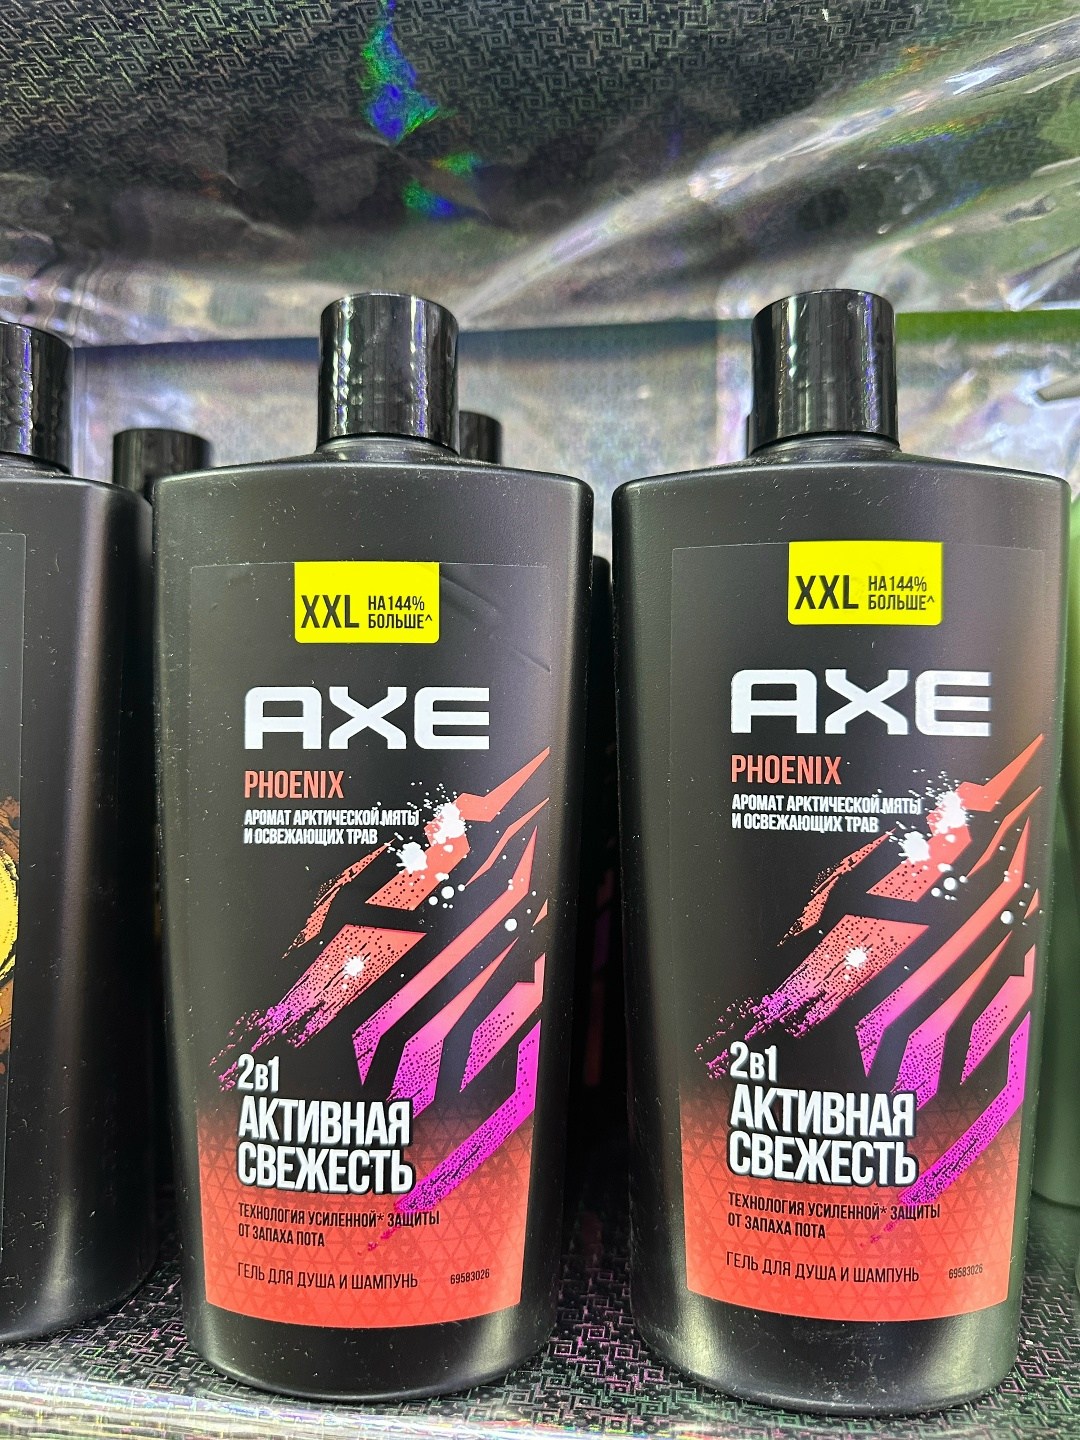 XXL НА 144%
БОЛЬШЕ^
AXE
PHOENIX
АРОМАТ АРКТИЧЕСКОЙ МЯТЫ
И ОСВЕЖАЮЩИХ ТРАВ
2в1
АКТИВНАЯ
СВЕЖЕСТЬ
ТЕХНОЛОГИЯ УСИЛЕННОЙ* ЗАЩИТЫ
ОТ ЗАПАХА ПОТА
ГЕЛЬ ДЛЯ ДУША И ШАМПУНЬ 69583026
XXL НА 144%
БОЛЬШЕ^
AXE
PHOENIX
АРОМАТ АРКТИЧЕСКОЙ МЯТЫ
И ОСВЕЖАЮЩИХ ТРАВ
2в1
АКТИВНАЯ
СВЕЖЕСТЬ
ТЕХНОЛОГИЯ УСИЛЕННОЙ* ЗАЩИТЫ
ОТ ЗАПАХА ПОТА
ГЕЛЬ ДЛЯ ДУША И ШАМПУНЬ 69583026